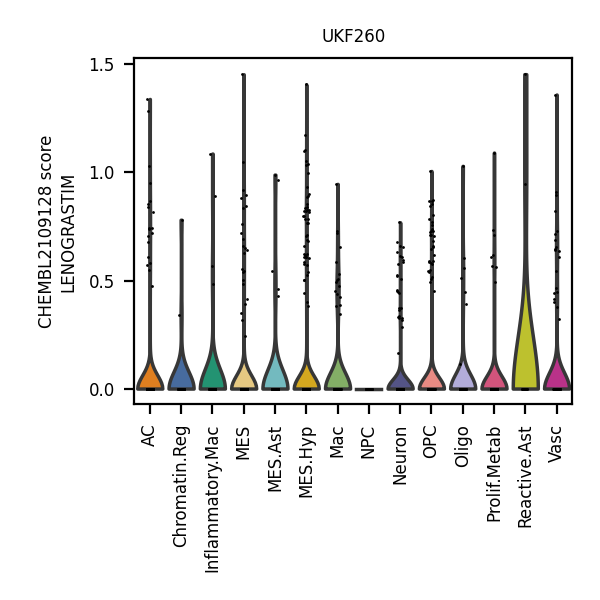 UKF260
CHEMBL2109128 score
LENOGRASTIM
1.5
1.0
0.5
0.0
AC
Chromatin.Reg
Inflammatory.Mac
MES
MES.Ast
MES.Hyp
Mac
NPC
Neuron
OPC
Oligo
Prolif.Metab
Reactive.Ast
Vasc